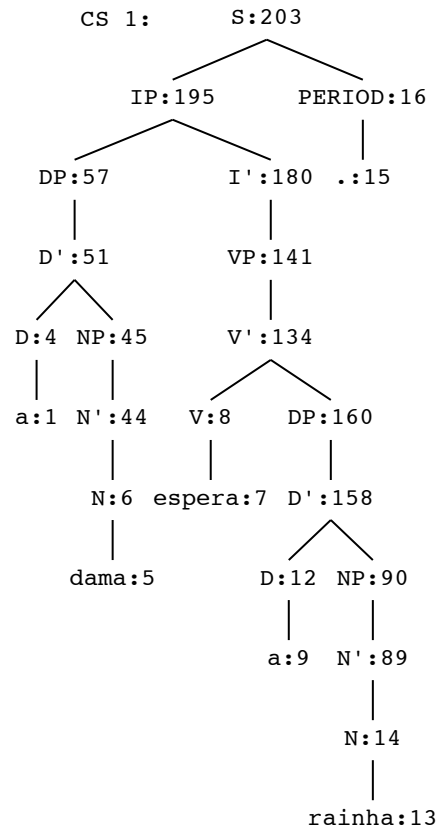 CS 1: S:203
IP:195 PERIOD:16
DP:57 I':180 .:15
D':51 VP:141
D:4 NP:45 V':134
a:1 N':44 V:8 DP:160
N:6 espera:7 D':158
dama:5 D:12 NP:90
a:9 N':89
N:14
rainha:13